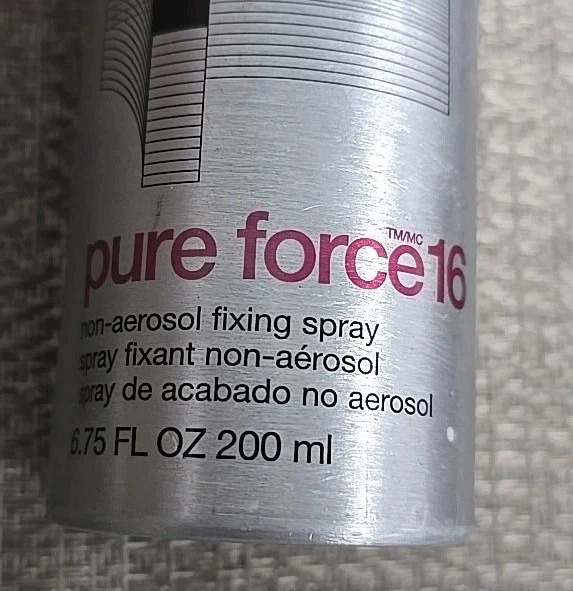 pure force™/MC 16
non-aerosol fixing spray
spray fixant non-aérosol
spray de acabado no aerosol
6.75 FL OZ 200 ml